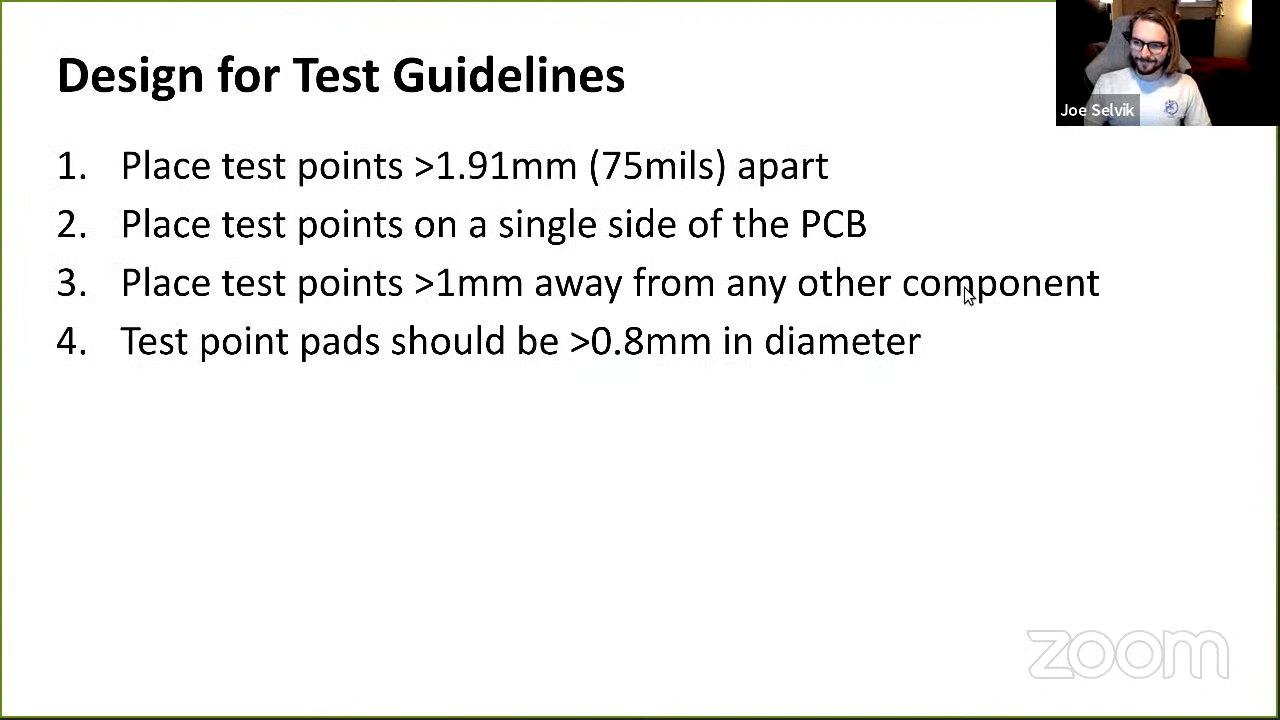 Design for Test Guidelines
Joe Selvik
1. Place test points >1.91mm (75mils) apart
2. Place test points on a single side of the PCB
3. Place test points >1mm away from any other component
4. Test point pads should be >0.8mm in diameter
zoom